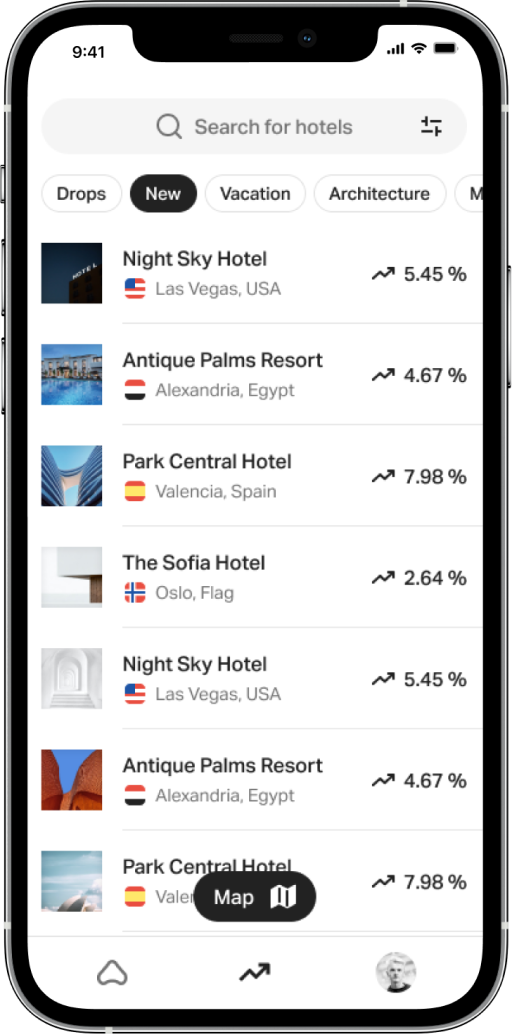 9:41
Search for hotels
Drops New Vacation Architecture M
Night Sky Hotel
Las Vegas, USA
5.45 %
Antique Palms Resort
Alexandria, Egypt
4.67 %
Park Central Hotel
Valencia, Spain
7.98 %
The Sofia Hotel
Oslo, Flag
2.64 %
Night Sky Hotel
Las Vegas, USA
5.45 %
Antique Palms Resort
Alexandria, Egypt
4.67 %
Park Central Hotel
Valer
7.98 %
Map